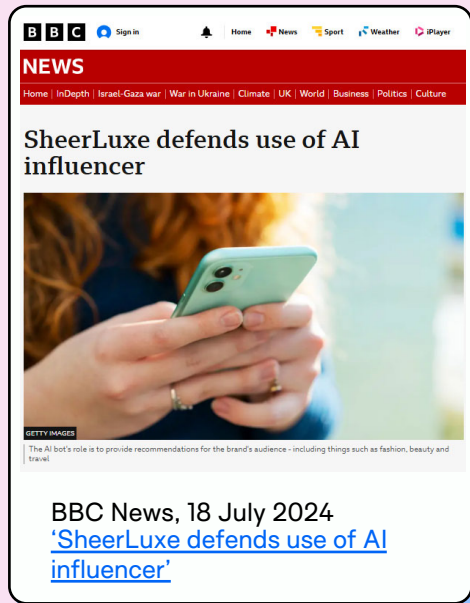 BBC Sign in Home News Sport Weather iPlayer
NEWS
Home | InDepth | Israel-Gaza war | War in Ukraine | Climate | UK | World | Business | Politics | Culture
SheerLuxe defends use of AI
influencer
GETTY IMAGES
The AI bot's role is to provide recommendations for the brand's audience - including things such as fashion, beauty and
travel
BBC News, 18 July 2024
‘SheerLuxe defends use of AI
influencer’